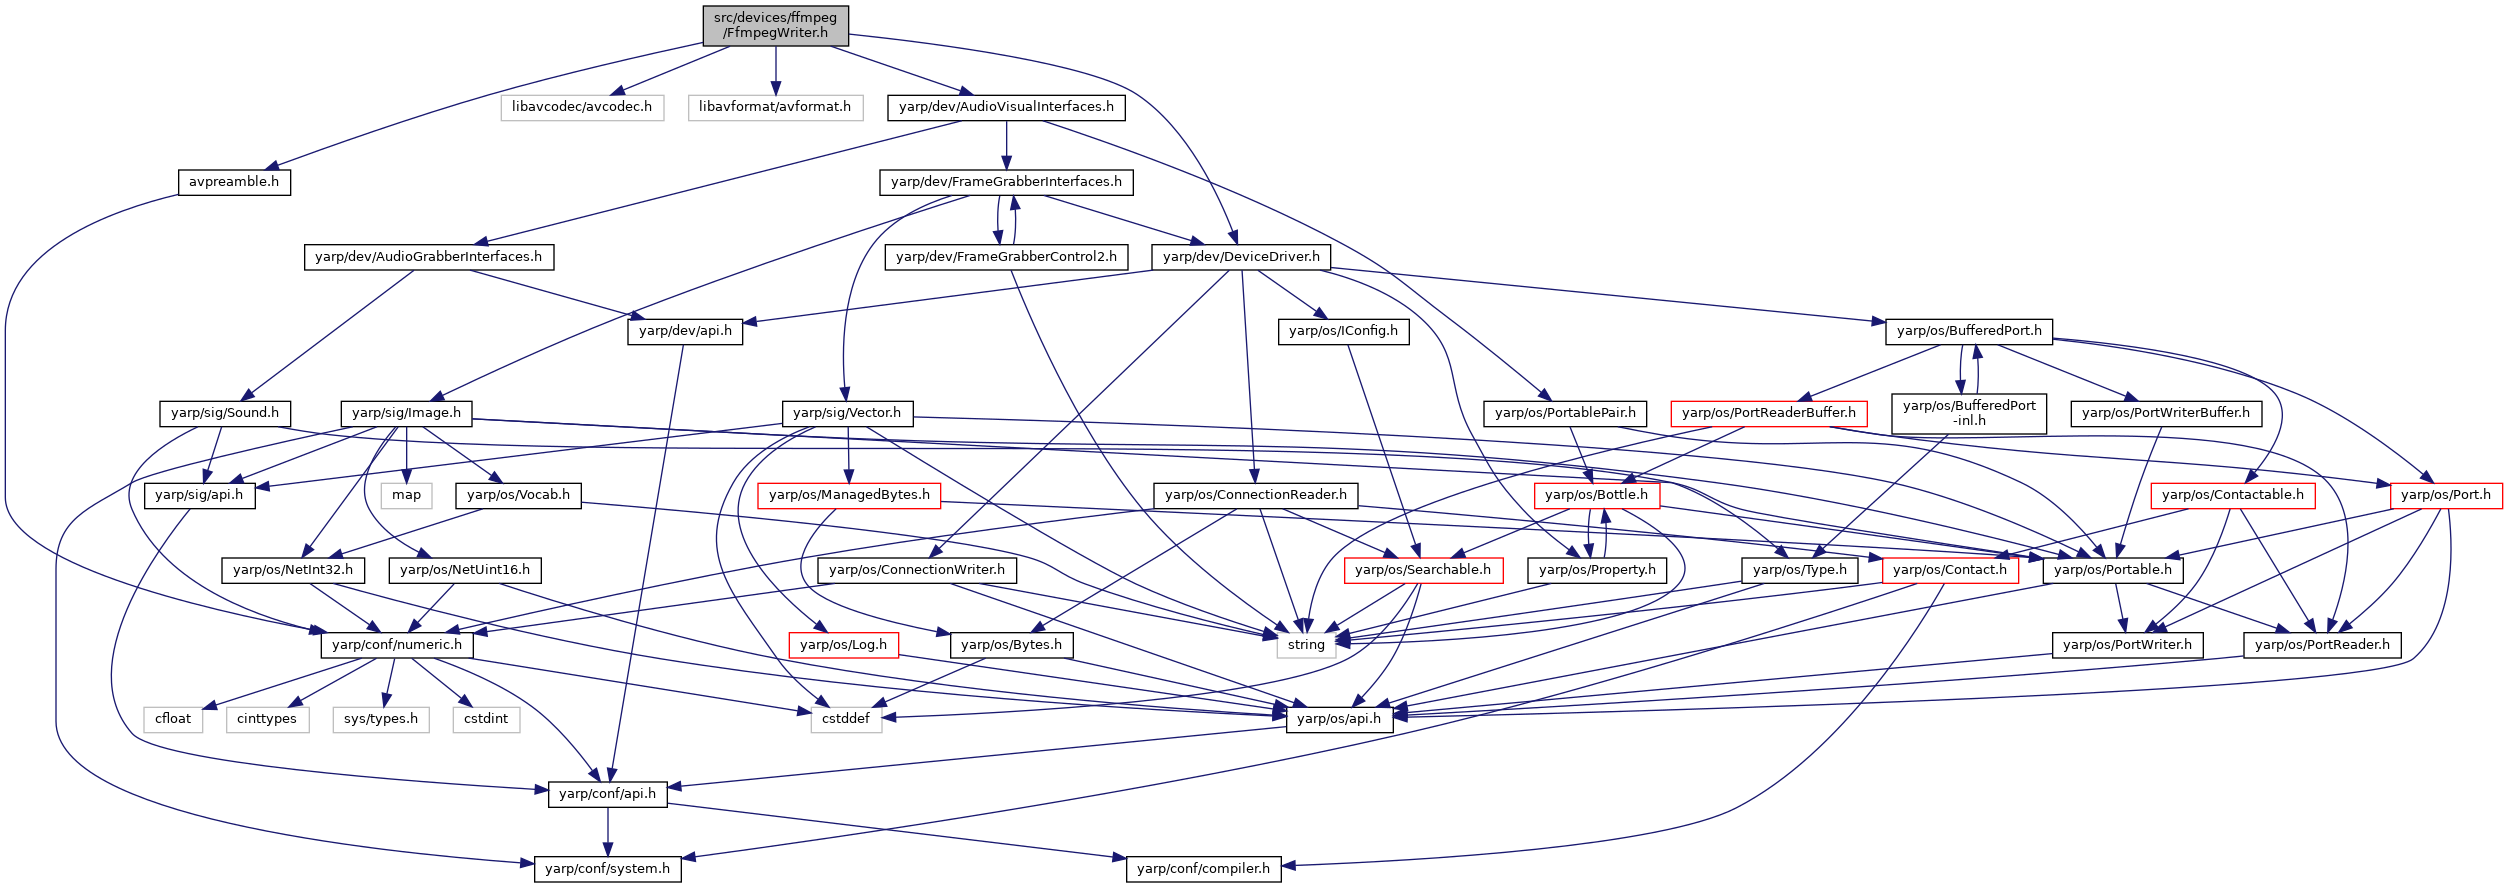 src/devices/ffmpeg
/FfmpegWriter.h
libavcodec/avcodec.h
libavformat/avformat.h
yarp/dev/AudioVisualInterfaces.h
avpreamble.h
yarp/dev/FrameGrabberInterfaces.h
yarp/dev/AudioGrabberInterfaces.h
yarp/dev/FrameGrabberControl2.h
yarp/dev/DeviceDriver.h
yarp/dev/api.h
yarp/os/IConfig.h
yarp/os/BufferedPort.h
yarp/sig/Sound.h
yarp/sig/Image.h
yarp/sig/Vector.h
yarp/os/PortablePair.h
yarp/os/PortReaderBuffer.h
yarp/os/BufferedPort
-inl.h
yarp/os/PortWriterBuffer.h
yarp/sig/api.h
map
yarp/os/Vocab.h
yarp/os/ManagedBytes.h
yarp/os/ConnectionReader.h
yarp/os/Bottle.h
yarp/os/Contactable.h
yarp/os/Port.h
yarp/os/NetInt32.h
yarp/os/NetUint16.h
yarp/os/ConnectionWriter.h
yarp/os/Searchable.h
yarp/os/Property.h
yarp/os/Type.h
yarp/os/Contact.h
yarp/os/Portable.h
yarp/conf/numeric.h
yarp/os/Log.h
yarp/os/Bytes.h
string
yarp/os/PortWriter.h
yarp/os/PortReader.h
cfloat
cinttypes
sys/types.h
cstdint
cstddef
yarp/os/api.h
yarp/conf/api.h
yarp/conf/system.h
yarp/conf/compiler.h